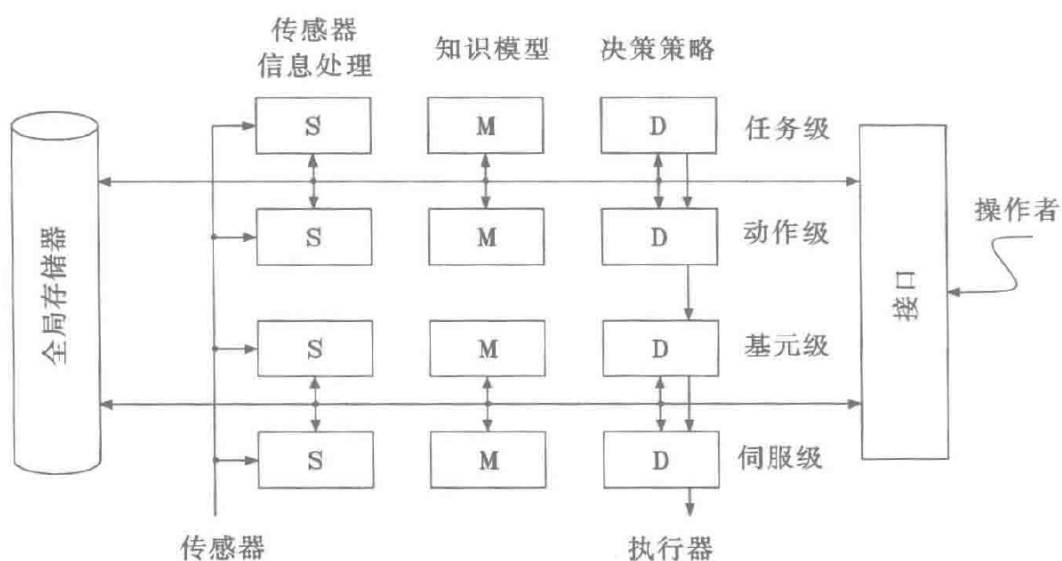 传感器
信息处理
知识模型
决策策略
S
M
D
任务级
S
M
D
动作级
操作者
全局存储器
接口
S
M
D
基元级
S
M
D
伺服级
传感器
执行器